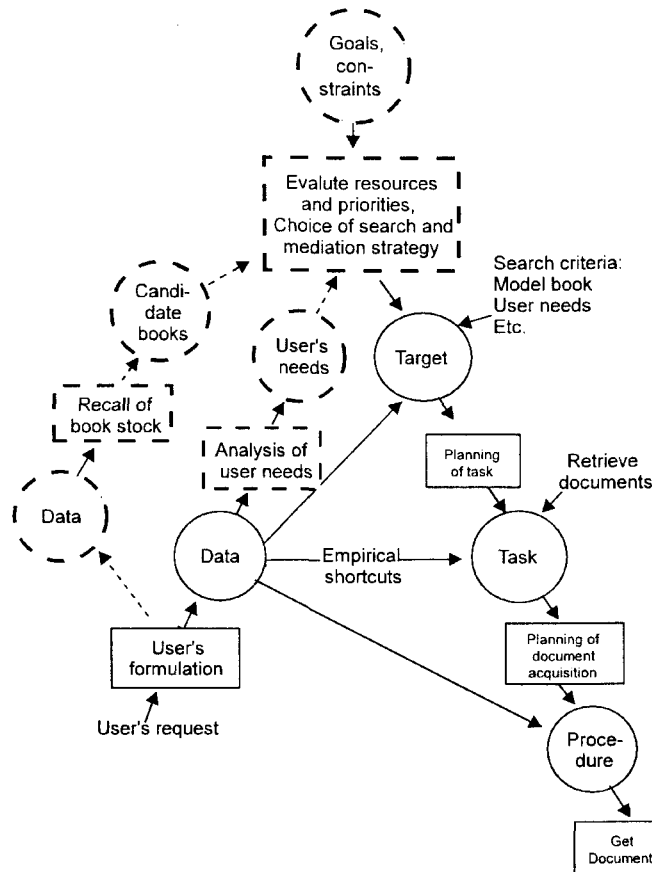 Goals,
con-
straints
Evalute resources
and priorities,
Choice of search and
mediation strategy
Search criteria:
Model book
User needs
Etc.
Candi-
date
books
User's
needs
Target
Recall of
book stock
Analysis of
user needs
Planning
of task
Retrieve
documents
Data
Data
Empirical
shortcuts
Task
User's
formulation
Planning of
document
acquisition
User's request
Proce-
dure
Get
Document